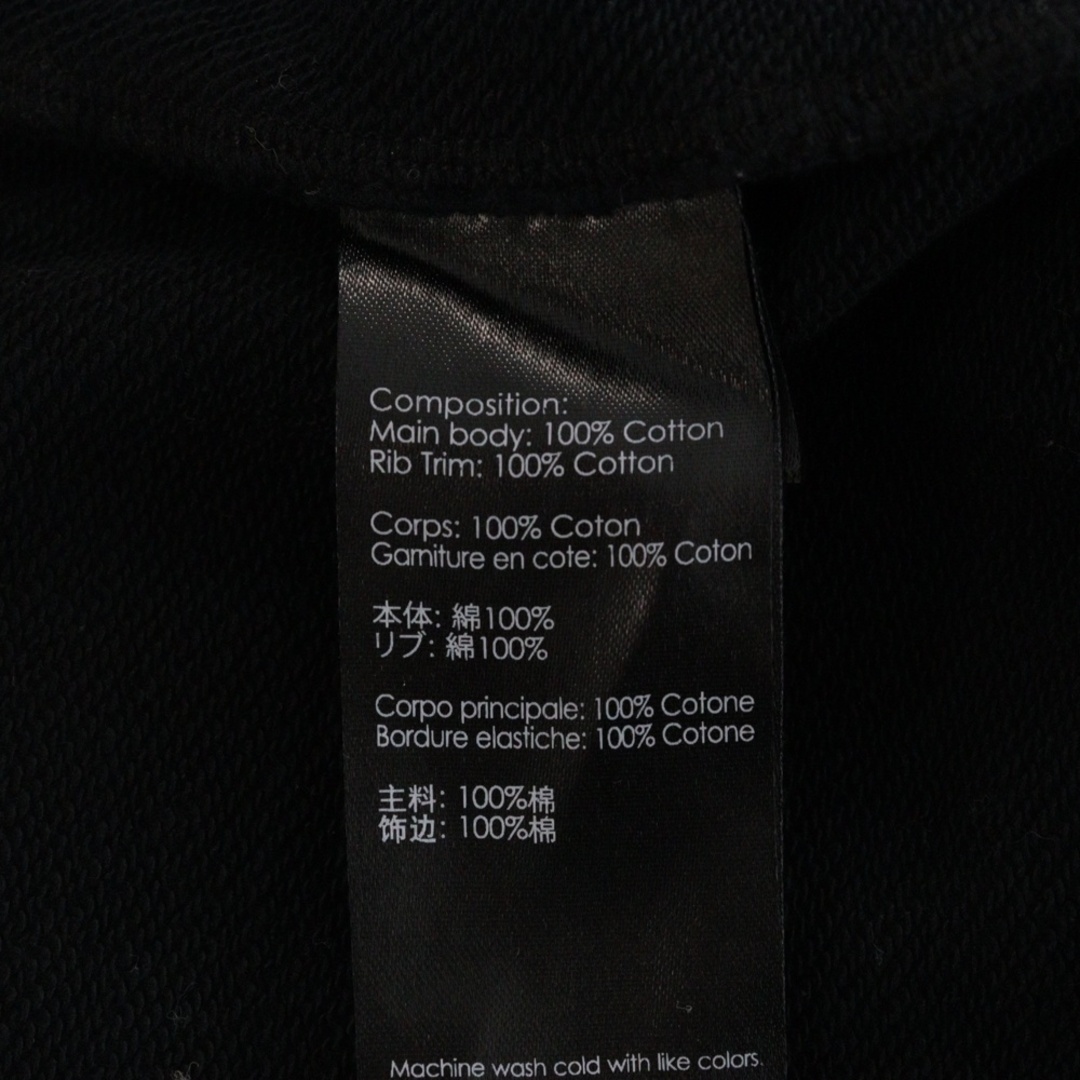 Composition:
Main body: 100% Cotton
Rib Trim: 100% Cotton
Corps: 100% Coton
Garniture en cote: 100% Coton
本体: 綿100%
リブ: 綿100%
Corpo principale: 100% Cotone
Bordure elastiche: 100% Cotone
主料: 100%棉
饰边: 100%棉
Machine wash cold with like colors.